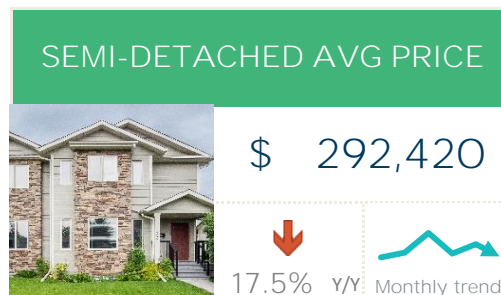 SEMI-DETACHED AVG PRICE
$ 292,420
17.5% Y/Y Monthly trend